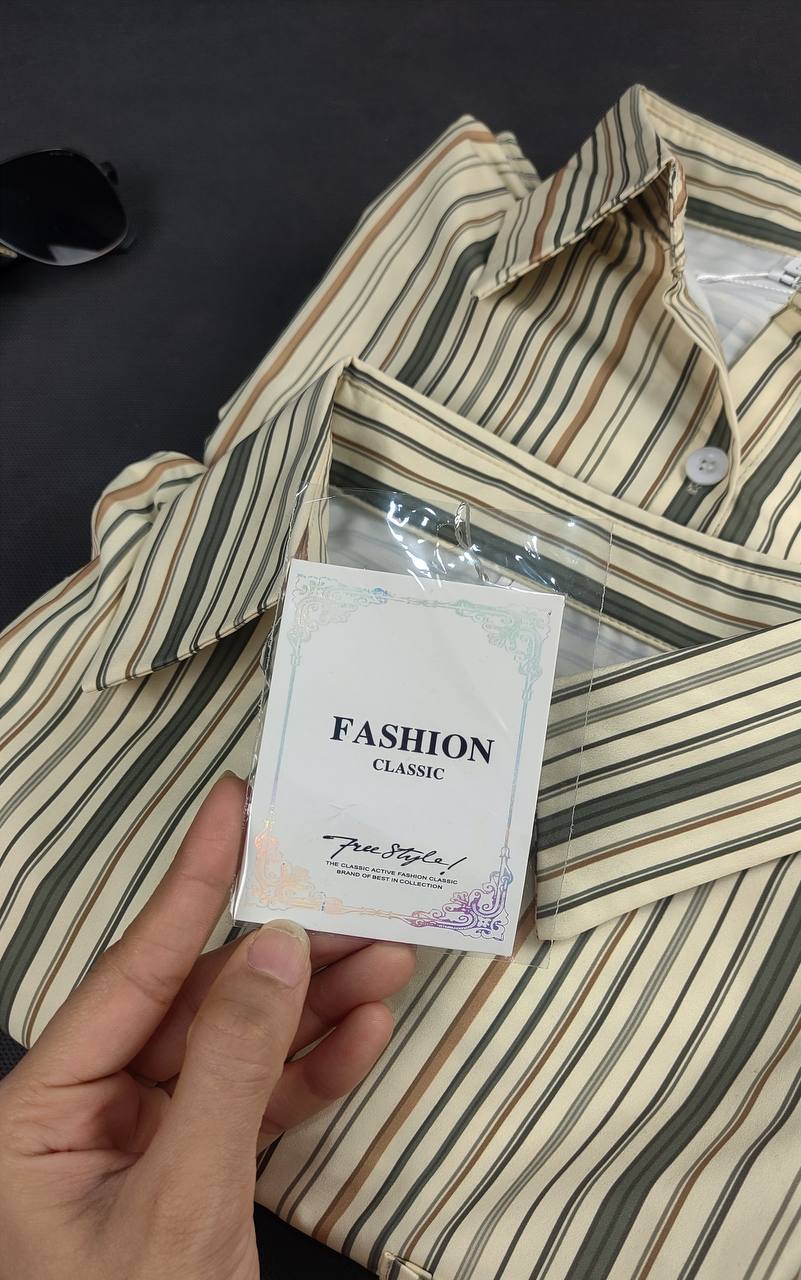 FASHION
CLASSIC
Free Style!
THE CLASSIC ACTIVE FASHION CLASSIC
BRAND OF BEST IN COLLECTION